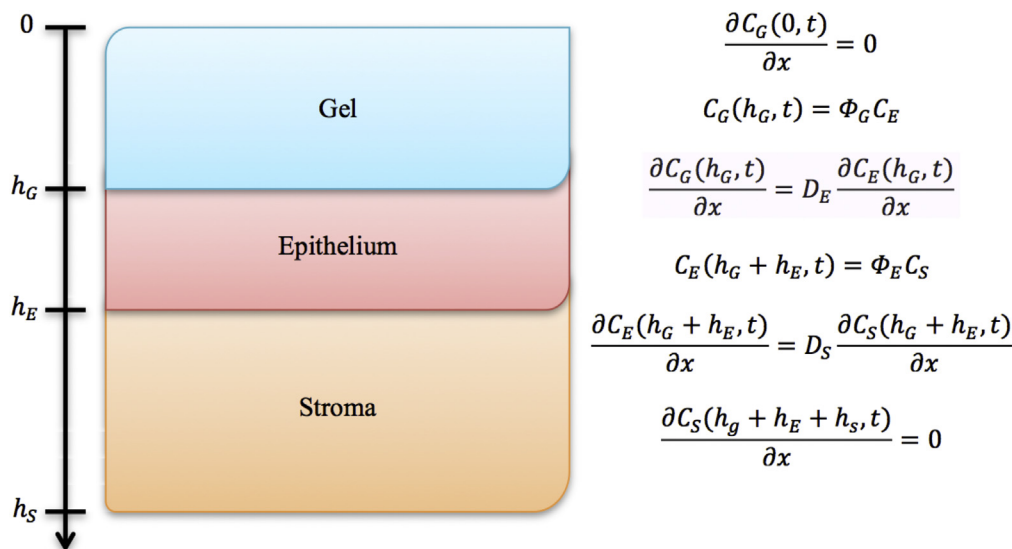 0
Gel
h_G
Epithelium
h_E
Stroma
h_S
∂C_G(0, t)/∂x = 0
C_G(h_G, t) = Φ_G C_E
∂C_G(h_G, t)/∂x = D_E ∂C_E(h_G, t)/∂x
C_E(h_G + h_E, t) = Φ_E C_S
∂C_E(h_G + h_E, t)/∂x = D_S ∂C_S(h_G + h_E, t)/∂x
∂C_S(h_g + h_E + h_s, t)/∂x = 0